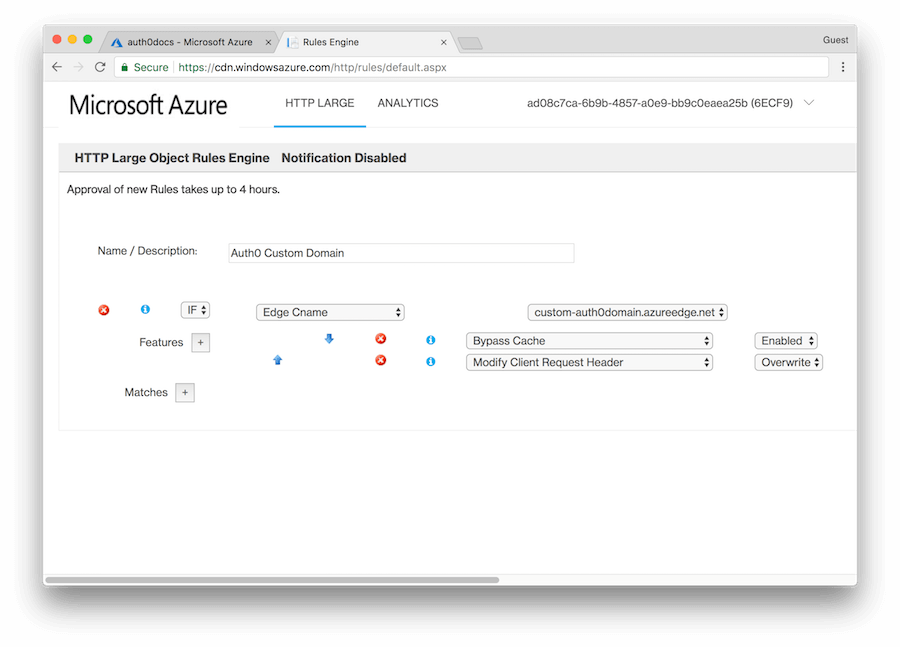 auth0docs - Microsoft Azure
Rules Engine
Guest
Secure https://cdn.windowsazure.com/http/rules/default.aspx
Microsoft Azure HTTP LARGE ANALYTICS ad08c7ca-6b9b-4857-a0e9-bb9c0eaea25b (6ECF9)
HTTP Large Object Rules Engine Notification Disabled
Approval of new Rules takes up to 4 hours.
Name / Description: Auth0 Custom Domain
IF Edge Cname custom-auth0domain.azureedge.net
Features + Bypass Cache Enabled
Modify Client Request Header Overwrite
Matches +